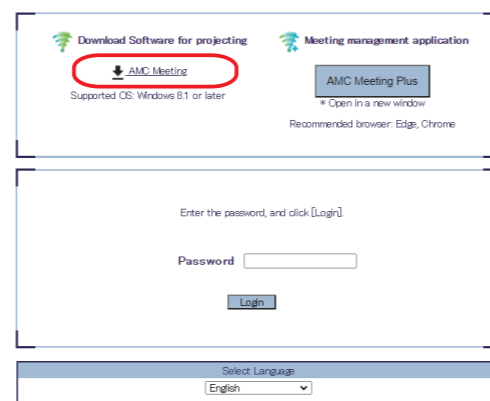 Download Software for projecting
AMC Meeting
Supported OS: Windows 8.1 or later
Meeting management application
AMC Meeting Plus
* Open in a new window
Recommended browser: Edge, Chrome
Enter the password, and click [Login].
Password
Login
Select Language
English